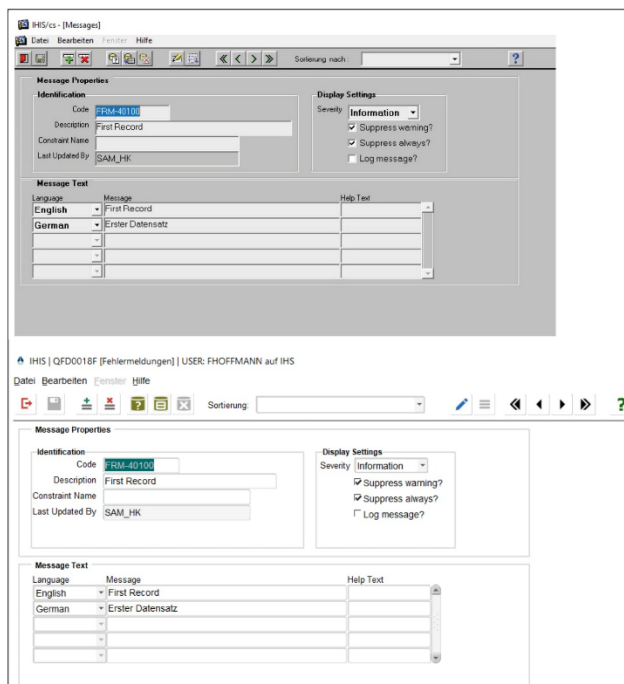 IHIS/cs - [Messages]
Datei Bearbeiten Fenster Hilfe
Sortierung nach:
?
Message Properties
Identification
Code FRM-40100
Description First Record
Constraint Name
Last Updated By SAM_HK
Display Settings
Severity Information
Suppress warning?
Suppress always?
Log message?
Message Text
Language Message Help Text
English First Record
German Erster Datensatz
IHIS | QFD0018F [Fehlermeldungen] | USER: FHOFFMANN auf IHS
Datei Bearbeiten Fenster Hilfe
Sortierung:
?
Message Properties
Identification
Code FRM-40100
Description First Record
Constraint Name
Last Updated By SAM_HK
Display Settings
Severity Information
Suppress warning?
Suppress always?
Log message?
Message Text
Language Message Help Text
English First Record
German Erster Datensatz